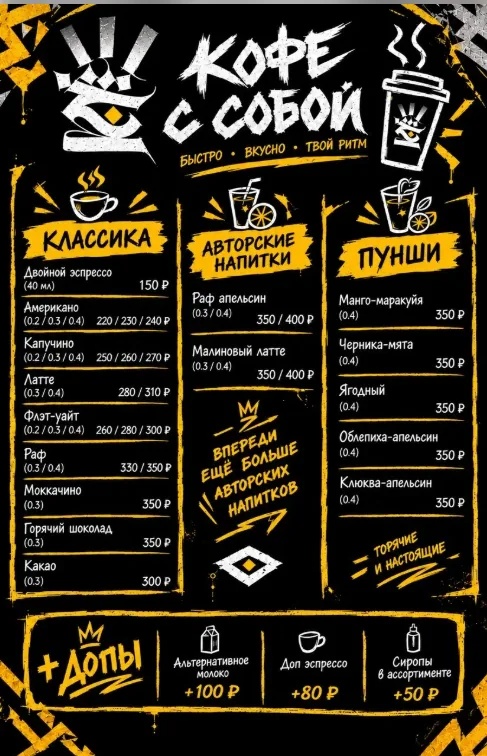 КОФЕ
С СОБОЙ
БЫСТРО • ВКУСНО • ТВОЙ РИТМ
КЛАССИКА
Двойной эспрессо
(40 мл) 150 ₽
Американо
(0.2 / 0.3 / 0.4) 220 / 230 / 240 ₽
Капучино
(0.2 / 0.3 / 0.4) 250 / 260 / 270 ₽
Латте
(0.3 / 0.4) 280 / 310 ₽
Флэт-уайт
(0.2 / 0.3 / 0.4) 260 / 280 / 300 ₽
Раф
(0.3 / 0.4) 330 / 350 ₽
Моккачино
(0.3) 350 ₽
Горячий шоколад
(0.3) 350 ₽
Какао
(0.3) 300 ₽
АВТОРСКИЕ
НАПИТКИ
Раф апельсин
(0.3 / 0.4)
350 / 400 ₽
Малиновый латте
(0.3 / 0.4)
350 / 400 ₽
ВПЕРЕДИ
ЕЩЁ БОЛЬШЕ
АВТОРСКИХ
НАПИТКОВ
ПУНШИ
Манго-маракуйя
(0.4) 350 ₽
Черника-мята
(0.4) 350 ₽
Ягодный
(0.4) 350 ₽
Облепиха-апельсин
(0.4) 350 ₽
Клюква-апельсин
(0.4) 350 ₽
ГОРЯЧИЕ
И НАСТОЯЩИЕ
+ДОПЫ
Альтернативное
молоко
+100 ₽
Доп эспрессо
+80 ₽
Сиропы
в ассортименте
+50 ₽